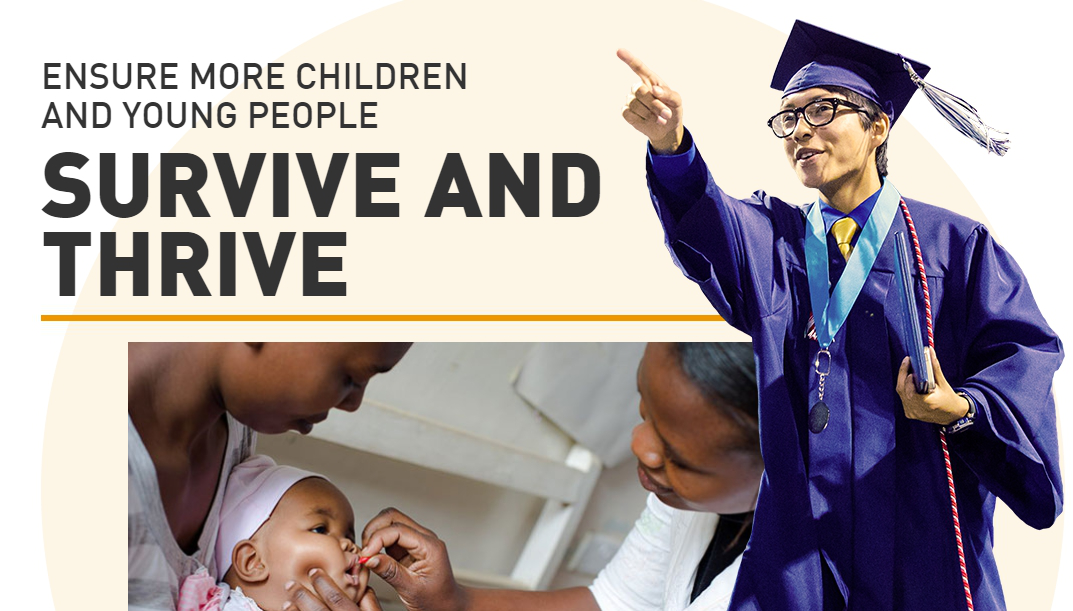 ENSURE MORE CHILDREN
AND YOUNG PEOPLE
SURVIVE AND
THRIVE